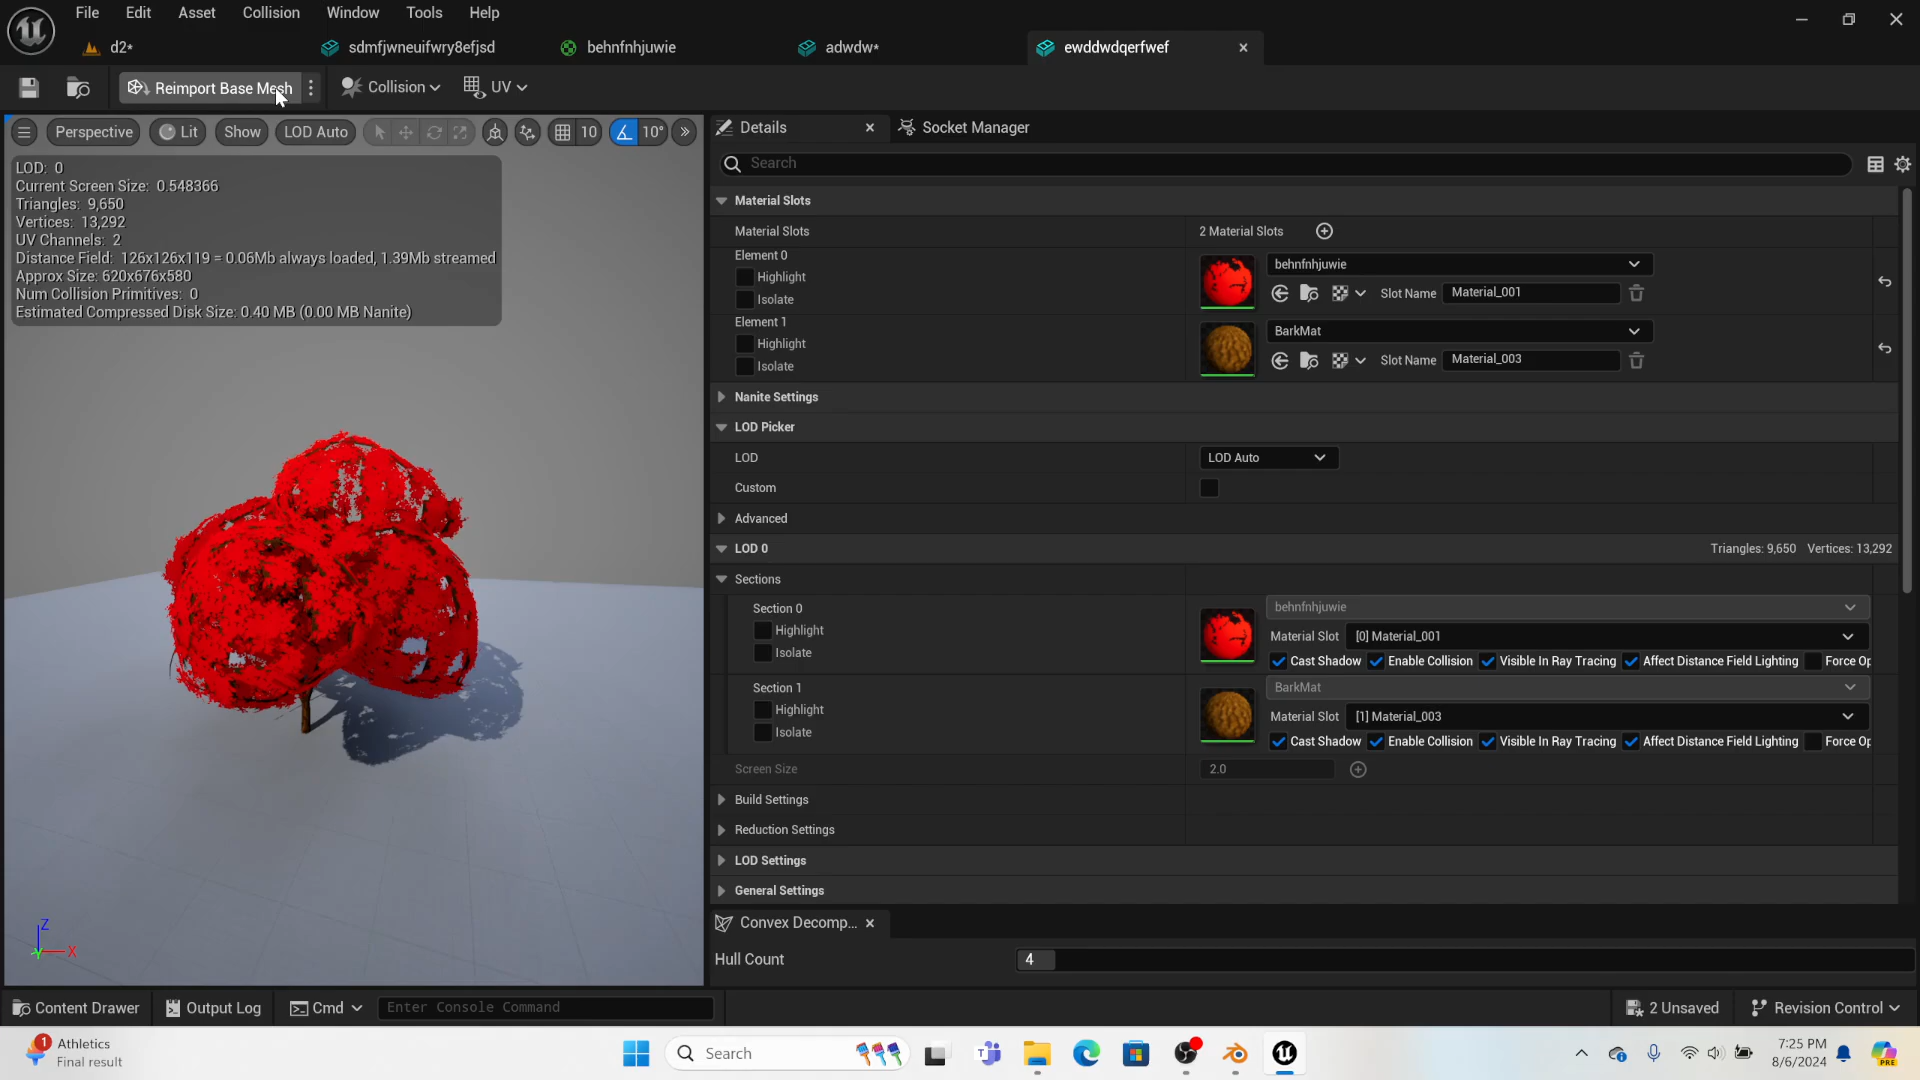 File Edit Asset Collision Window Tools Help
d2* sdmfjwneuifwry8efjsd behnfnhjuwie adwdw* ewddwdqerfwef
Reimport Base Mesh Collision UV
Perspective Lit Show LOD Auto 10 10°
LOD: 0
Current Screen Size: 0.548366
Triangles: 9,650
Vertices: 13,292
UV Channels: 2
Distance Field: 126x126x119 = 0.06Mb always loaded, 1.39Mb streamed
Approx Size: 620x676x580
Num Collision Primitives: 0
Estimated Compressed Disk Size: 0.40 MB (0.00 MB Nanite)
Z
X
Y
Details Socket Manager
Search
Material Slots
Material Slots 2 Material Slots
Element 0 behnfnhjuwie
Highlight
Isolate Slot Name Material_001
Element 1 BarkMat
Highlight
Isolate Slot Name Material_003
Nanite Settings
LOD Picker
LOD LOD Auto
Custom
Advanced
LOD 0 Triangles: 9,650 Vertices: 13,292
Sections
Section 0 behnfnhjuwie
Highlight Material Slot [0] Material_001
Isolate Cast Shadow Enable Collision Visible In Ray Tracing Affect Distance Field Lighting Force Op
Section 1 BarkMat
Highlight Material Slot [1] Material_003
Isolate Cast Shadow Enable Collision Visible In Ray Tracing Affect Distance Field Lighting Force Op
Screen Size 2.0
Build Settings
Reduction Settings
LOD Settings
General Settings
Convex Decomp...
Hull Count 4
Content Drawer Output Log Cmd Enter Console Command 2 Unsaved Revision Control
1 Athletics
Final result
Search
7:25 PM
8/6/2024
PRE